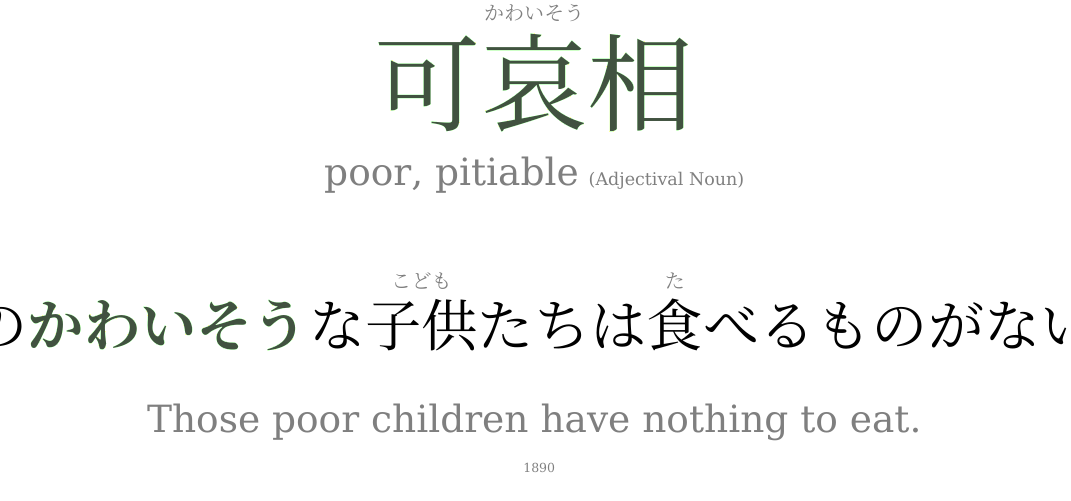 かわいそう
可哀相
poor, pitiable (Adjectival Noun)
こども た
のかわいそうな子供たちは食べるものがない
Those poor children have nothing to eat.
1890